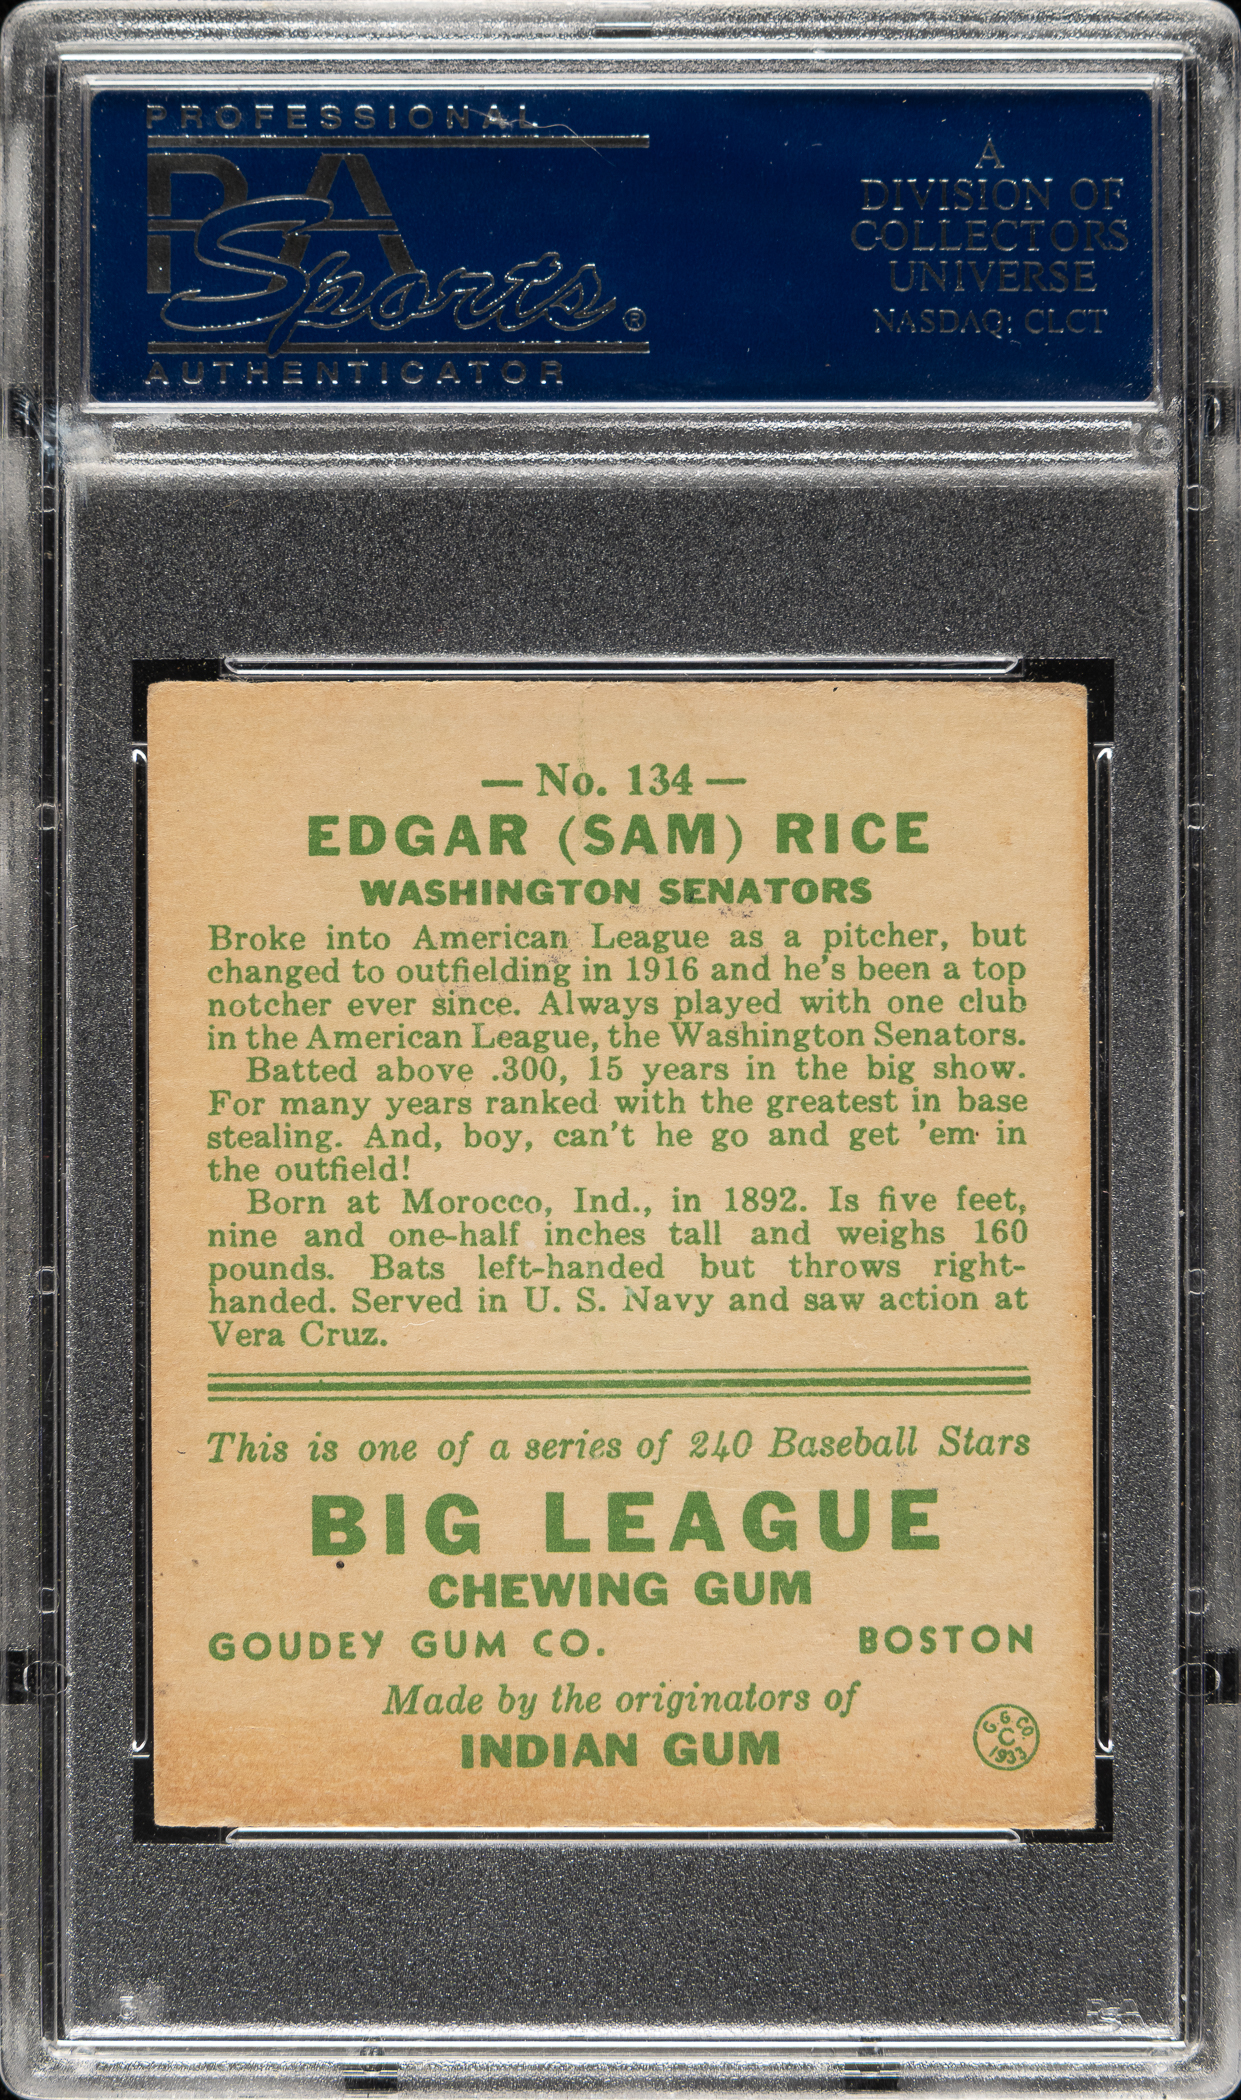 PROFESSIONAL
PSA
Sports®
AUTHENTICATOR
A
DIVISION OF
COLLECTORS
UNIVERSE
NASDAQ: CLCT
— No. 134 —
EDGAR (SAM) RICE
WASHINGTON SENATORS
Broke into American League as a pitcher, but
changed to outfielding in 1916 and he's been a top
notcher ever since. Always played with one club
in the American League, the Washington Senators.
Batted above .300, 15 years in the big show.
For many years ranked with the greatest in base
stealing. And, boy, can't he go and get 'em in
the outfield!
Born at Morocco, Ind., in 1892. Is five feet,
nine and one-half inches tall and weighs 160
pounds. Bats left-handed but throws right-
handed. Served in U. S. Navy and saw action at
Vera Cruz.
This is one of a series of 240 Baseball Stars
BIG LEAGUE
CHEWING GUM
GOUDEY GUM CO. BOSTON
Made by the originators of
INDIAN GUM
G. G. CO.
C
1933
PSA